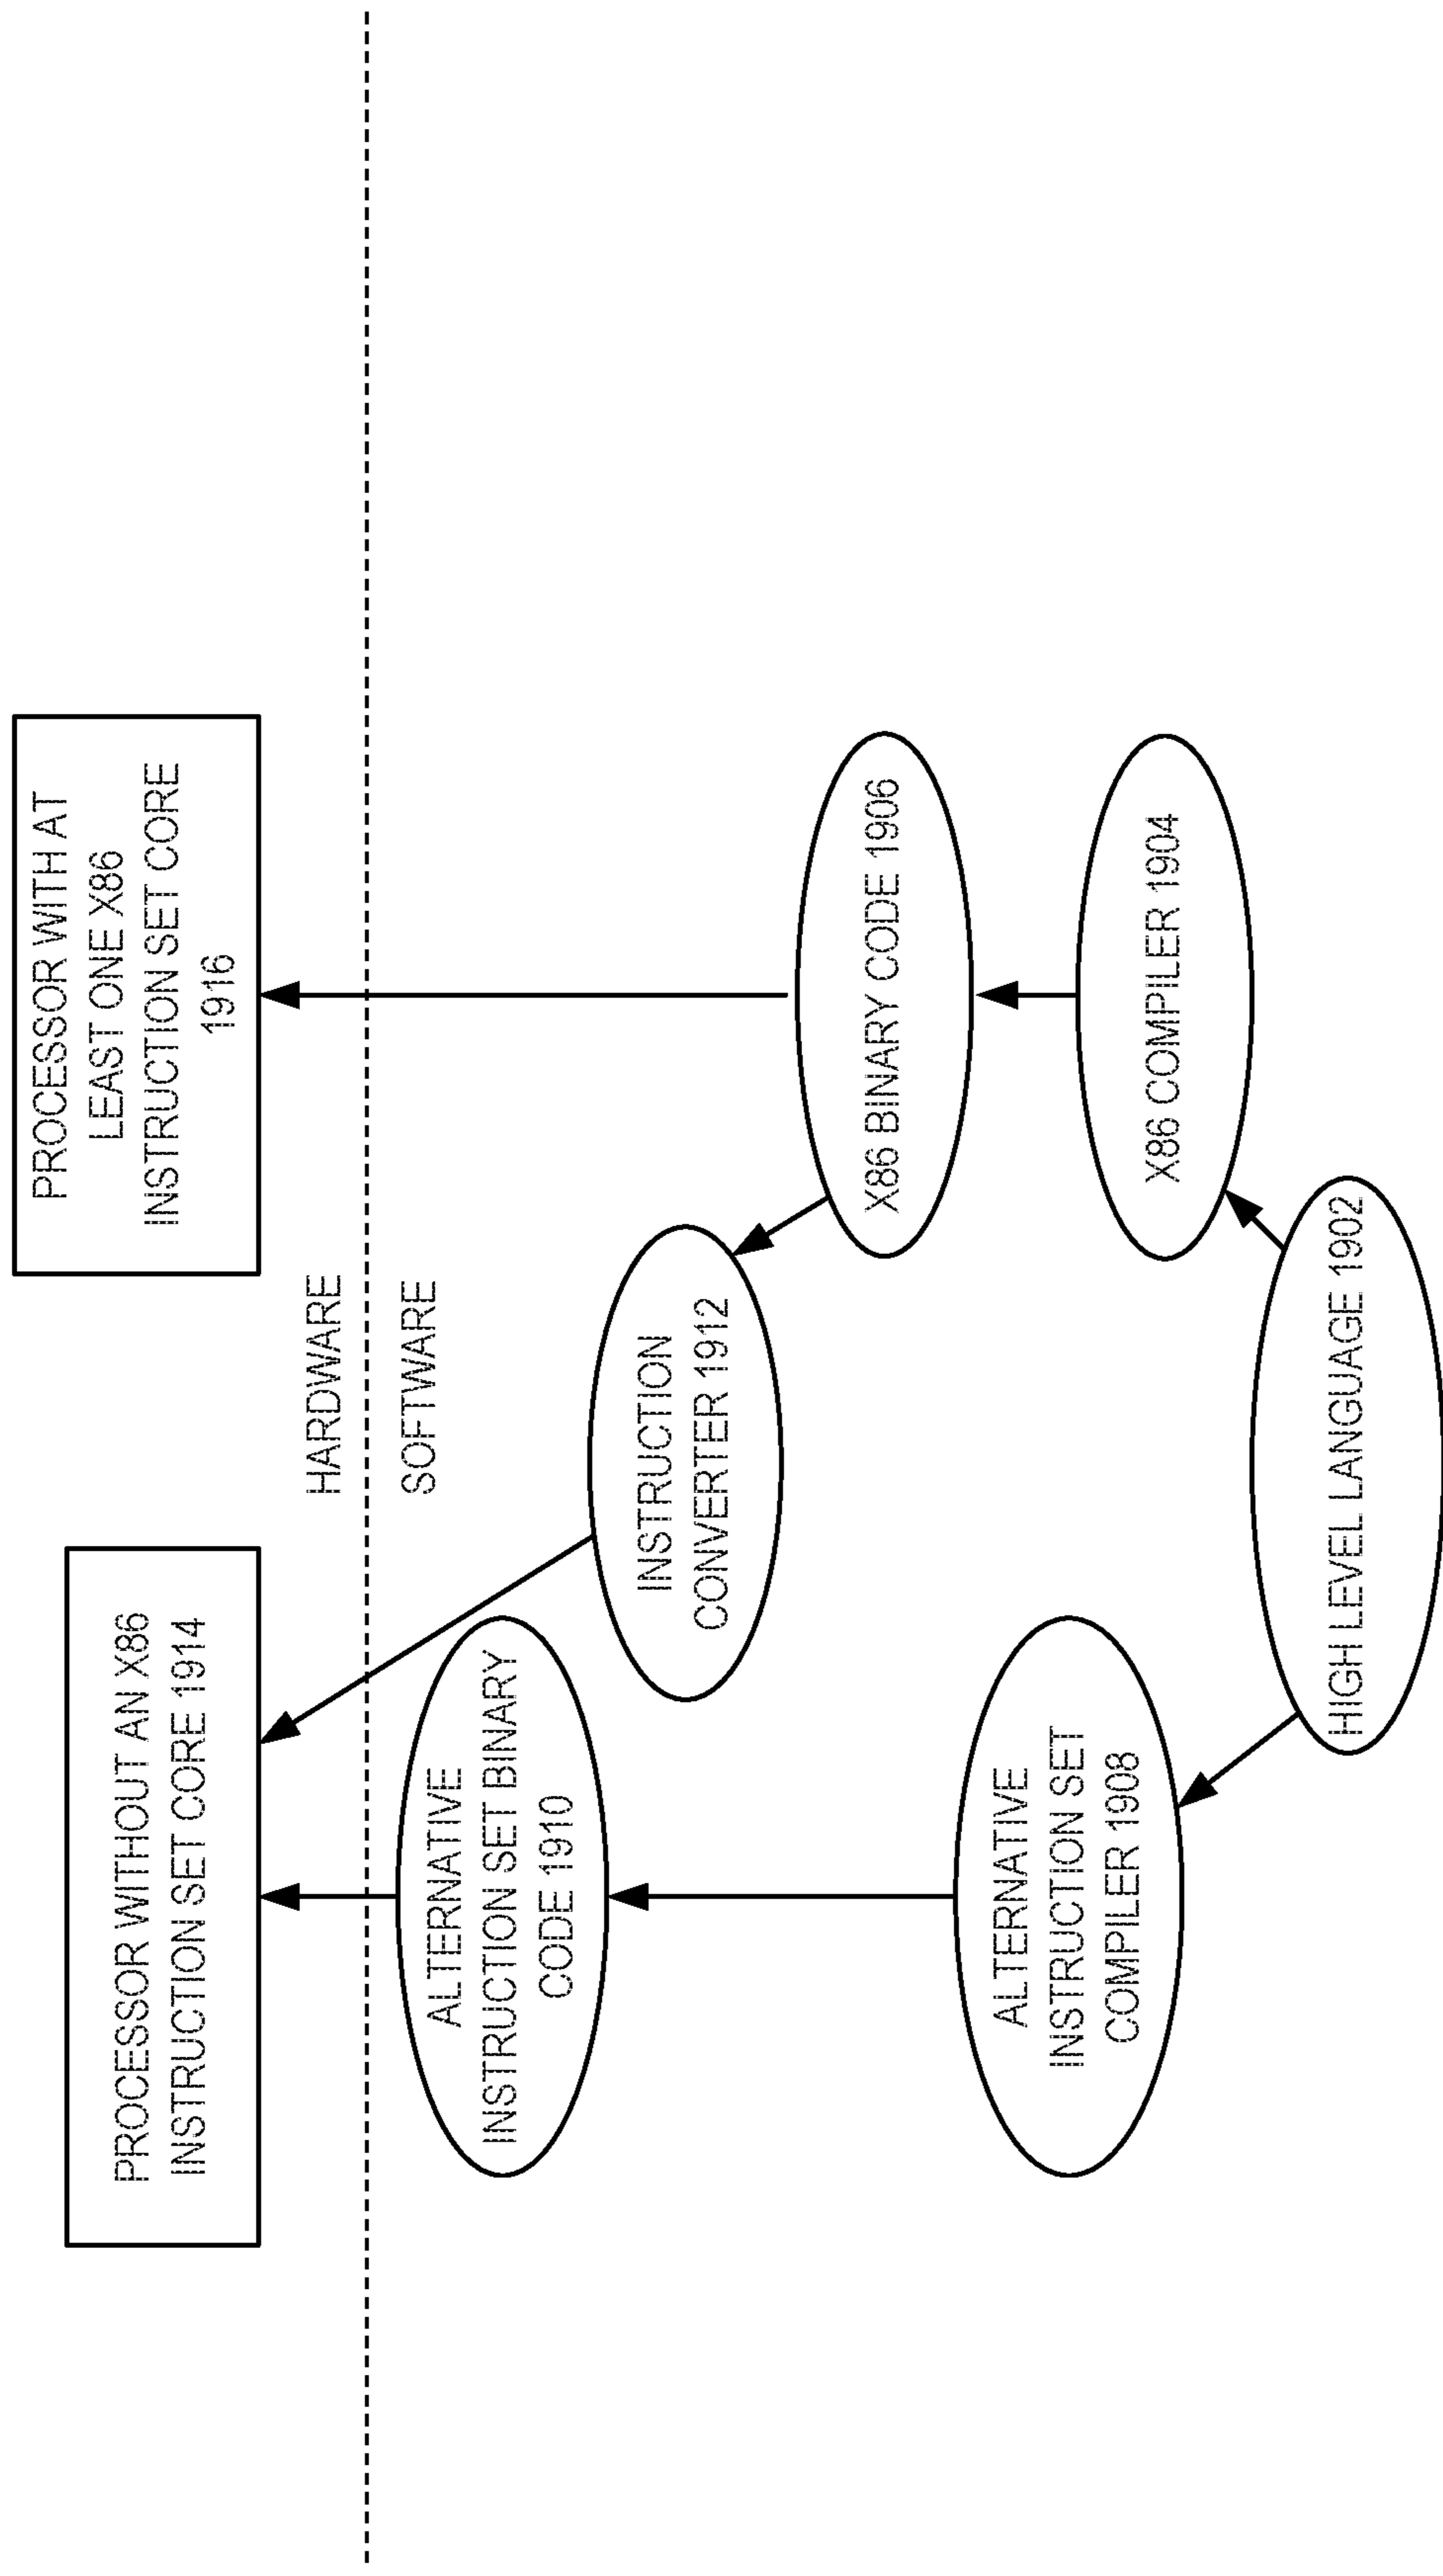 PROCESSOR WITHOUT AN X86
INSTRUCTION SET CORE 1914
PROCESSOR WITH AT
LEAST ONE X86
INSTRUCTION SET CORE
1916
HARDWARE
SOFTWARE
ALTERNATIVE
INSTRUCTION SET BINARY
CODE 1910
INSTRUCTION
CONVERTER 1912
X86 BINARY CODE 1906
ALTERNATIVE
INSTRUCTION SET
COMPILER 1908
X86 COMPILER 1904
HIGH LEVEL LANGUAGE 1902